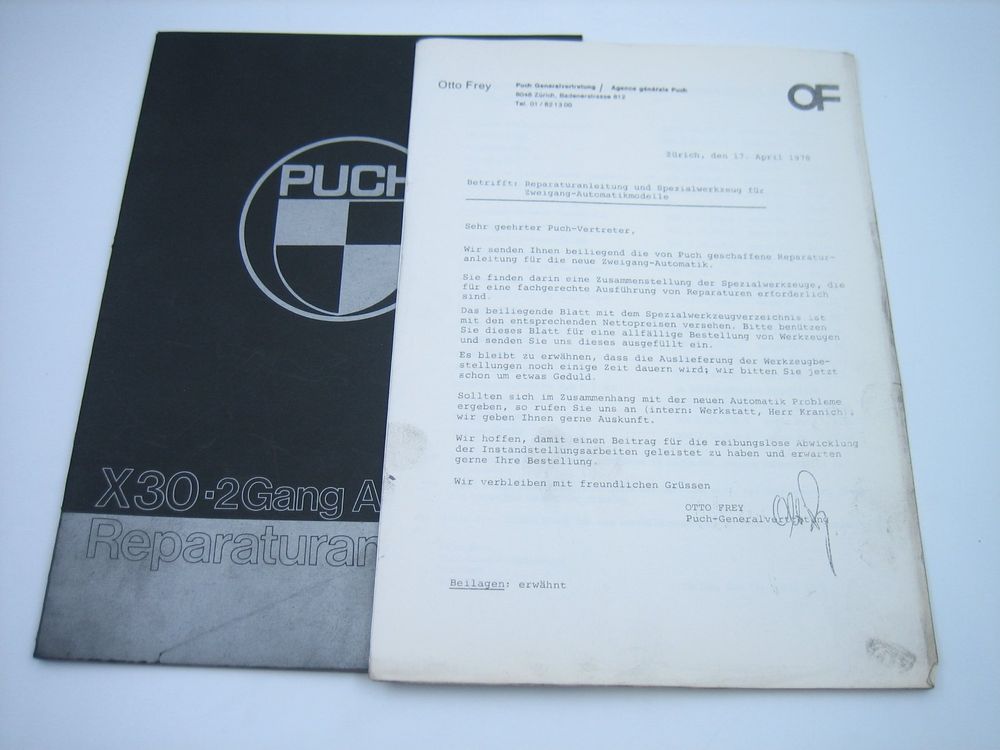 PUCH
X30·2Gang A
Reparaturan
Otto Frey
Puch Generalvertretung / Agence générale Puch
8048 Zürich, Badenerstrasse 812
Tel. 01 / 62 13 00
OF
Zürich, den 17. April 1978
Betrifft: Reparaturanleitung und Spezialwerkzeug für
Zweigang-Automatikmodelle
Sehr geehrter Puch-Vertreter,
Wir senden Ihnen beiliegend die von Puch geschaffene Reparatur-
anleitung für die neue Zweigang-Automatik.
Sie finden darin eine Zusammenstellung der Spezialwerkzeuge, die
für eine fachgerechte Ausführung von Reparaturen erforderlich
sind.
Das beiliegende Blatt mit dem Spezialwerkzeugverzeichnis ist
mit den entsprechenden Nettopreisen versehen. Bitte benützen
Sie dieses Blatt für eine allfällige Bestellung von Werkzeugen
und senden Sie uns dieses ausgefüllt ein.
Es bleibt zu erwähnen, dass die Auslieferung der Werkzeugbe-
stellungen noch einige Zeit dauern wird; wir bitten Sie jetzt
schon um etwas Geduld.
Sollten sich im Zusammenhang mit der neuen Automatik Probleme
ergeben, so rufen Sie uns an (intern: Werkstatt, Herr Kranich),
wir geben Ihnen gerne Auskunft.
Wir hoffen, damit einen Beitrag für die reibungslose Abwicklung
der Instandstellungsarbeiten geleistet zu haben und erwarten
gerne Ihre Bestellung.
Wir verbleiben mit freundlichen Grüssen
OTTO FREY
Puch-Generalvertretung
Beilagen: erwähnt